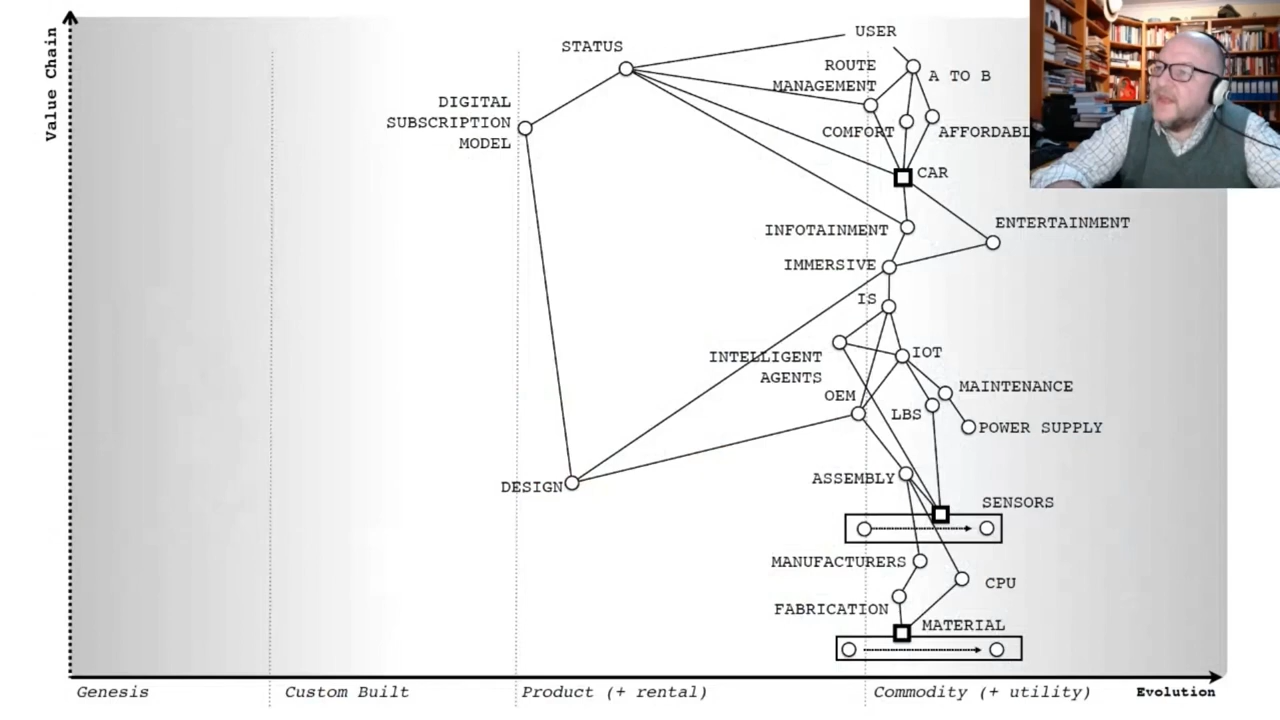 Value Chain
USER
STATUS
ROUTE
MANAGEMENT
A TO B
DIGITAL
SUBSCRIPTION
MODEL
COMFORT
AFFORDABL
CAR
INFOTAINMENT
ENTERTAINMENT
IMMERSIVE
IS
INTELLIGENT
AGENTS
IOT
OEM
MAINTENANCE
LBS
POWER SUPPLY
ASSEMBLY
DESIGN
SENSORS
MANUFACTURERS
CPU
FABRICATION
MATERIAL
Genesis
Custom Built
Product (+ rental)
Commodity (+ utility)
Evolution